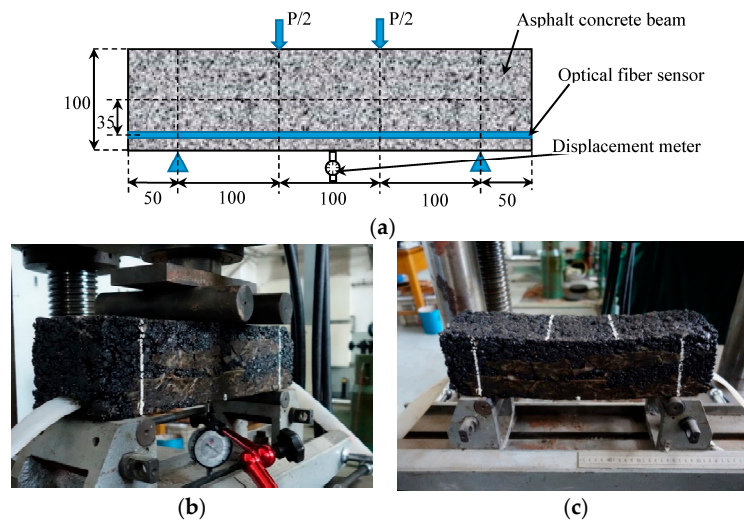 P/2 P/2
Asphalt concrete beam
Optical fiber sensor
100
35
Displacement meter
50 100 100 100 50
(a)
(b) (c)